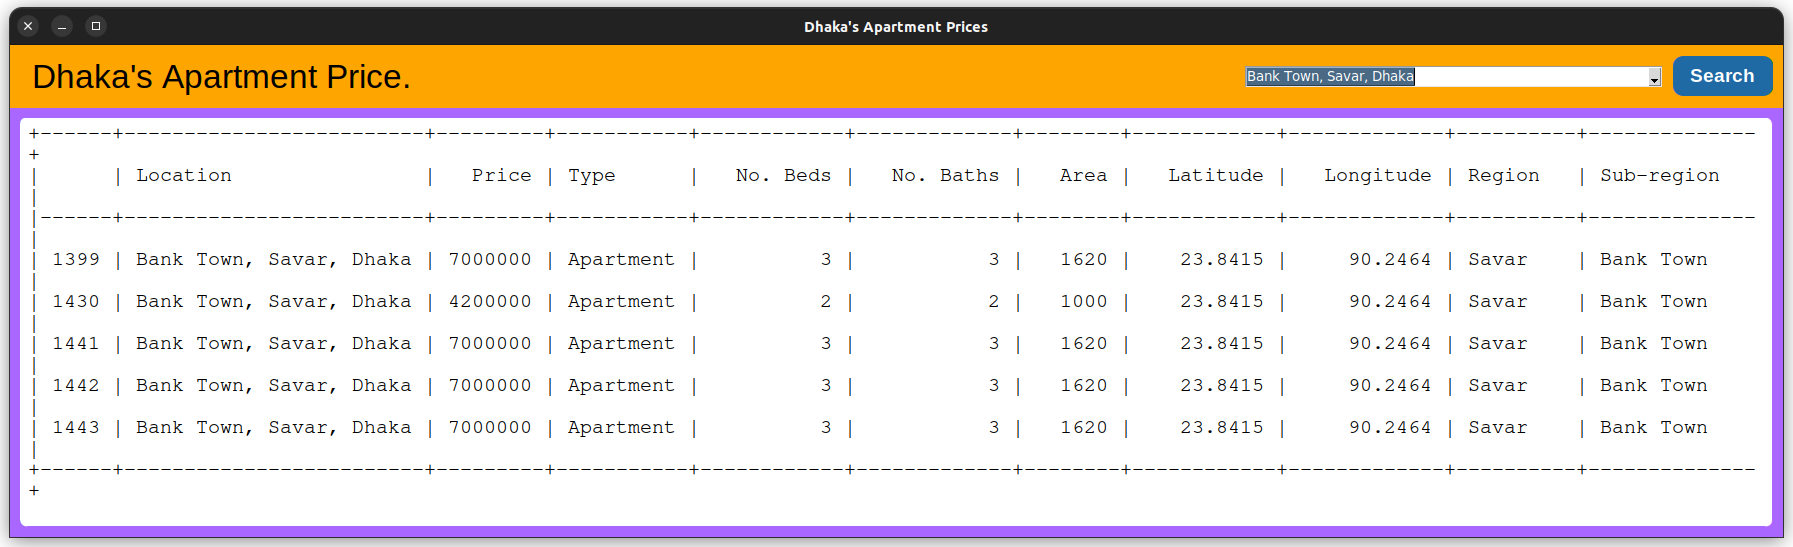 Dhaka's Apartment Prices
Dhaka's Apartment Price.
Bank Town, Savar, Dhaka
Search
+------+-------------------------+---------+-----------+------------+-------------+--------+------------+-------------+----------+--------------
+
|      | Location                |   Price | Type      |   No. Beds |   No. Baths |   Area |   Latitude |   Longitude | Region   | Sub-region
|
|------+-------------------------+---------+-----------+------------+-------------+--------+------------+-------------+----------+--------------
|
| 1399 | Bank Town, Savar, Dhaka | 7000000 | Apartment |          3 |           3 |   1620 |    23.8415 |     90.2464 | Savar    | Bank Town
|
| 1430 | Bank Town, Savar, Dhaka | 4200000 | Apartment |          2 |           2 |   1000 |    23.8415 |     90.2464 | Savar    | Bank Town
|
| 1441 | Bank Town, Savar, Dhaka | 7000000 | Apartment |          3 |           3 |   1620 |    23.8415 |     90.2464 | Savar    | Bank Town
|
| 1442 | Bank Town, Savar, Dhaka | 7000000 | Apartment |          3 |           3 |   1620 |    23.8415 |     90.2464 | Savar    | Bank Town
|
| 1443 | Bank Town, Savar, Dhaka | 7000000 | Apartment |          3 |           3 |   1620 |    23.8415 |     90.2464 | Savar    | Bank Town
|
+------+-------------------------+---------+-----------+------------+-------------+--------+------------+-------------+----------+--------------
+